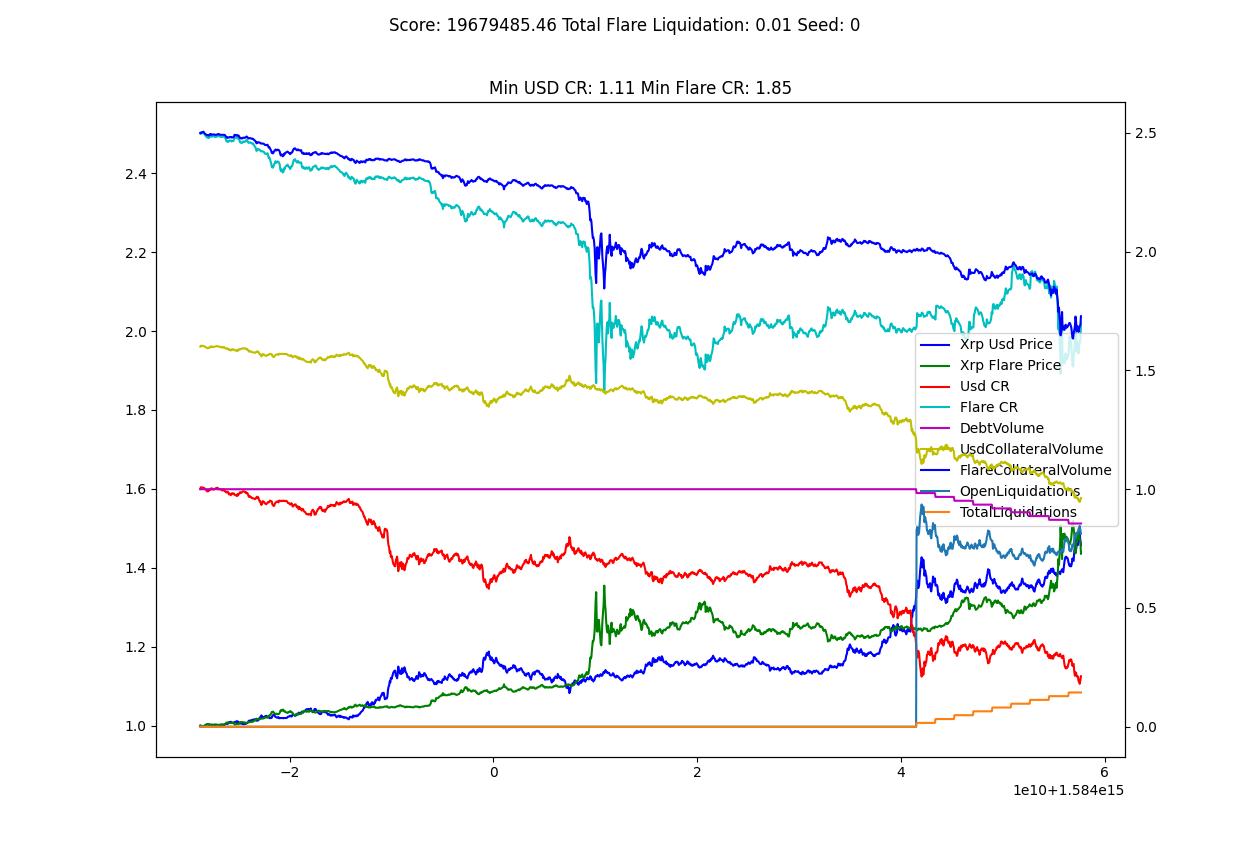 Score: 19679485.46 Total Flare Liquidation: 0.01 Seed: 0
Min USD CR: 1.11 Min Flare CR: 1.85
2.4
2.2
2.0
1.8
1.6
1.4
1.2
1.0
2.5
2.0
1.5
1.0
0.5
0.0
Xrp Usd Price
Xrp Flare Price
Usd CR
Flare CR
DebtVolume
UsdCollateralVolume
FlareCollateralVolume
OpenLiquidations
TotalLiquidations
−2
0
2
4
6
1e10+1.584e15